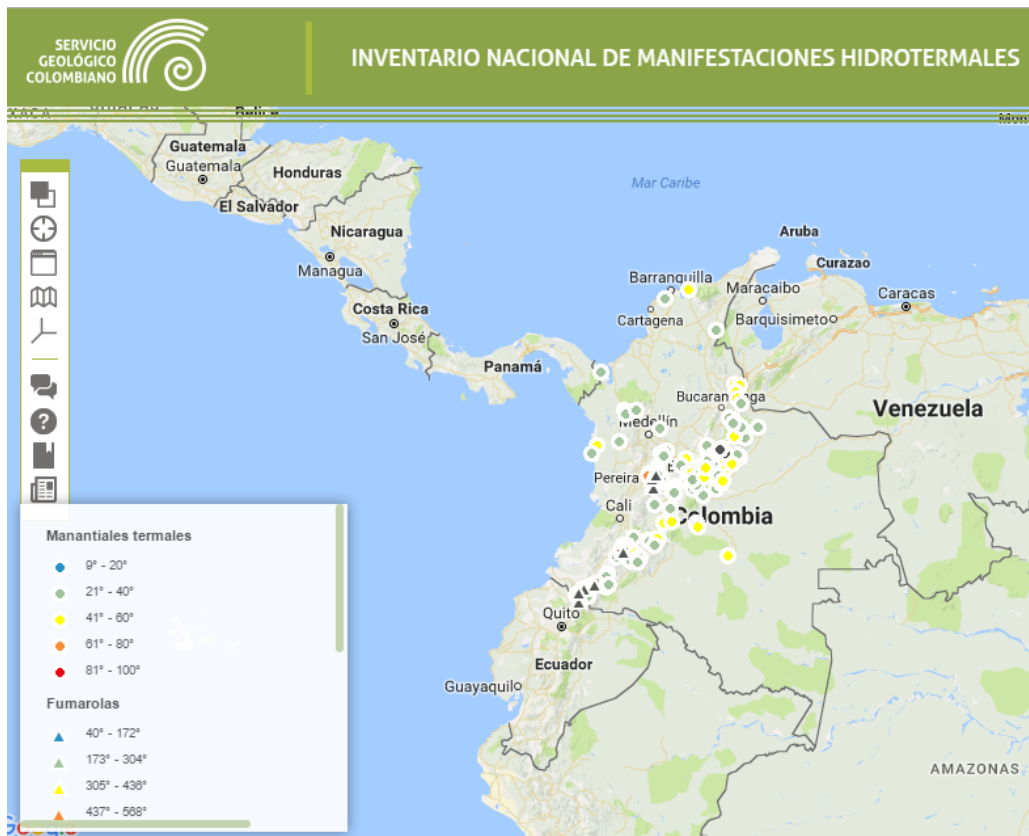 SERVICIO
GEOLÓGICO
COLOMBIANO
INVENTARIO NACIONAL DE MANIFESTACIONES HIDROTERMALES
Belice
Guatemala
Guatemala
Honduras
El Salvador
Nicaragua
Managua
Costa Rica
San José
Panamá
Mar Caribe
Aruba
Curazao
Barranquilla
Maracaibo
Caracas
Cartagena
Barquisimeto
Medellín
Venezuela
Pereira
Cali
Colombia
Quito
Ecuador
Guayaquil
AMAZONAS
Manantiales termales
9° - 20°
21° - 40°
41° - 60°
61° - 80°
81° - 100°
Fumarolas
40° - 172°
173° - 304°
305° - 436°
437° - 568°